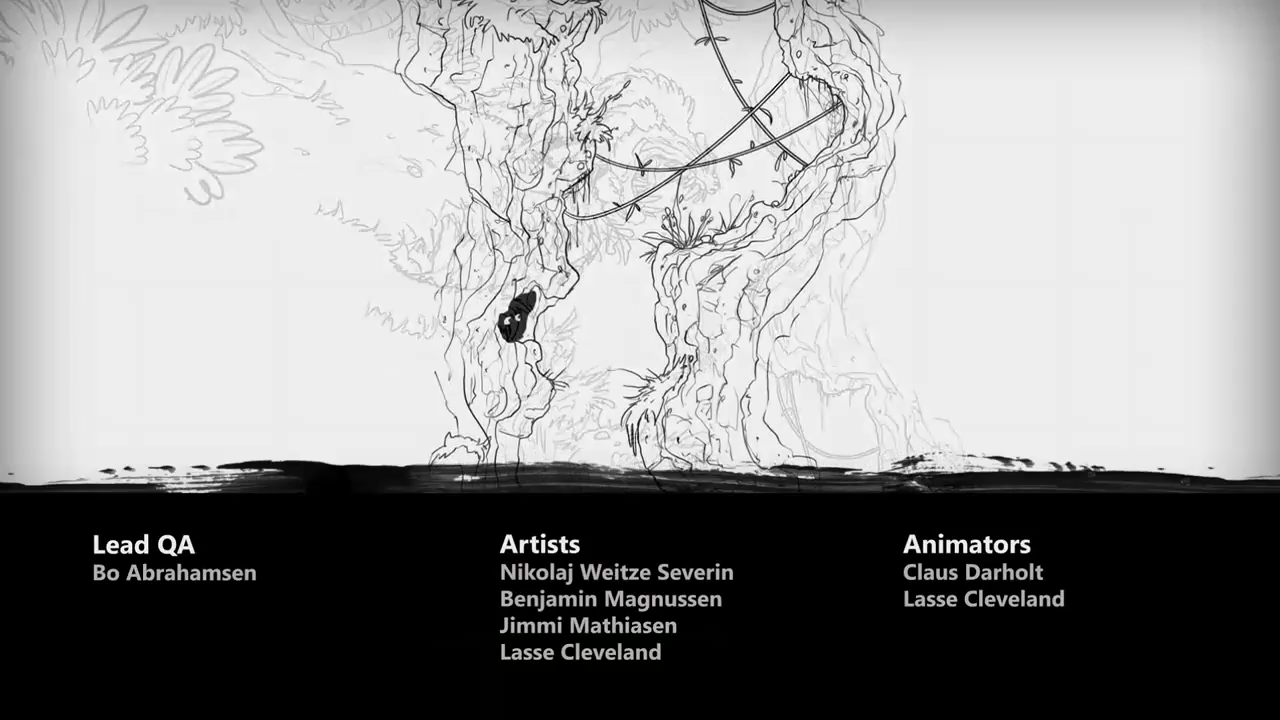 Lead QA
Bo Abrahamsen
Artists
Nikolaj Weitze Severin
Benjamin Magnussen
Jimmi Mathiasen
Lasse Cleveland
Animators
Claus Darholt
Lasse Cleveland